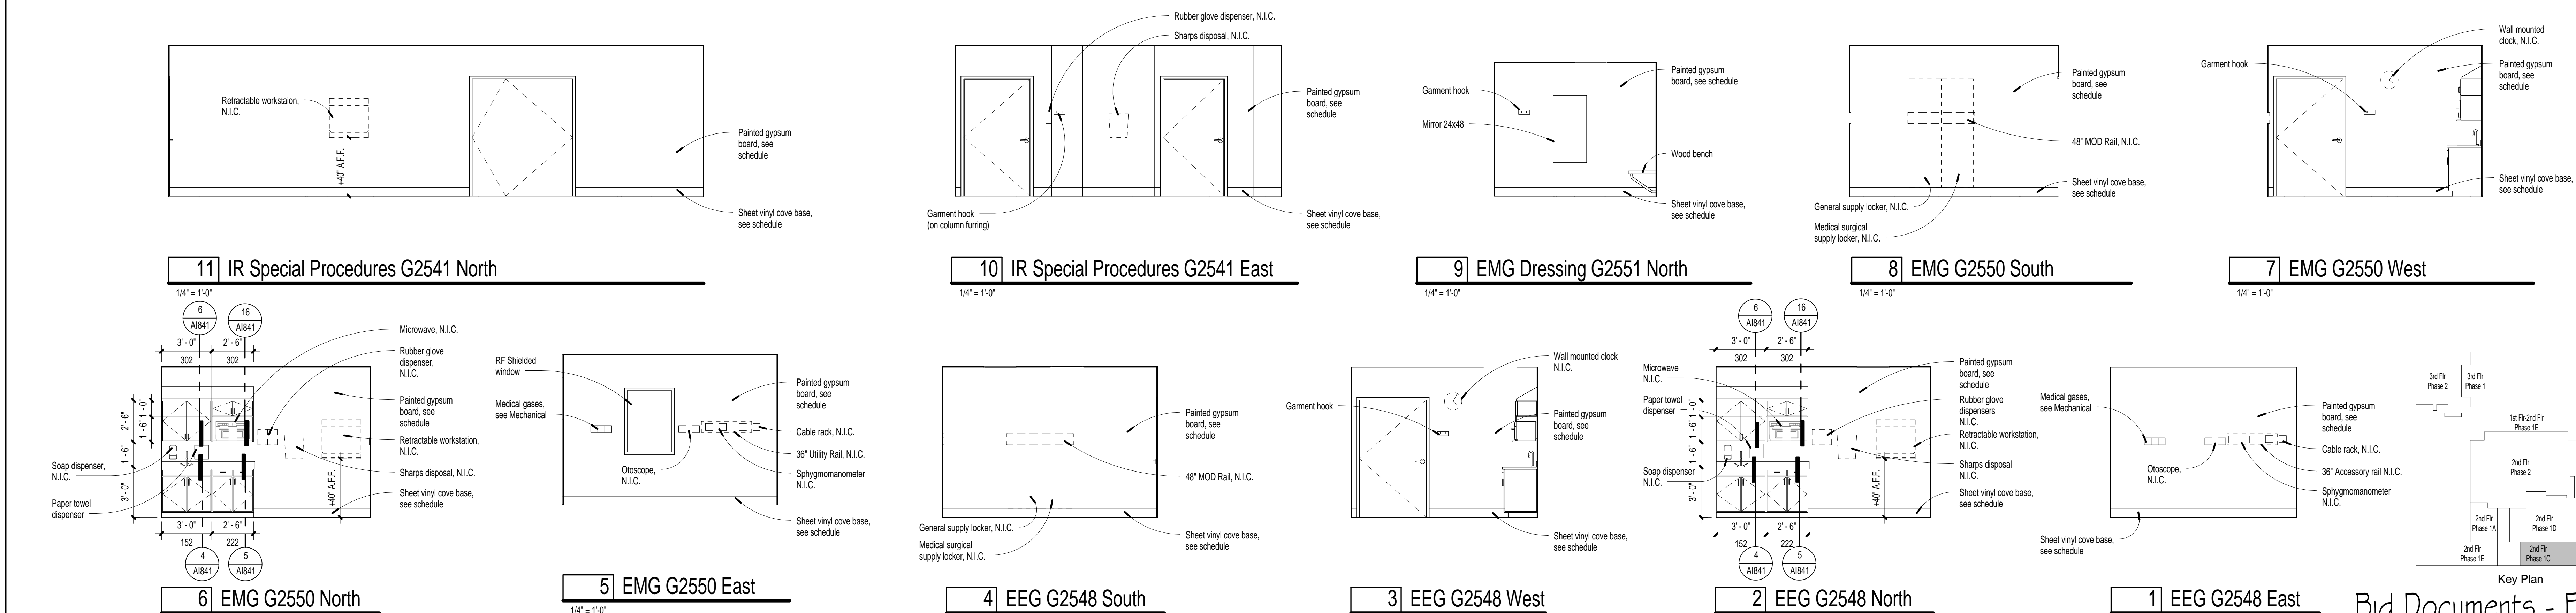 Retractable workstaion,
N.I.C.
+40" A.F.F.
Painted gypsum
board, see
schedule
Sheet vinyl cove base,
see schedule
11 IR Special Procedures G2541 North
1/4" = 1'-0"
Rubber glove dispenser, N.I.C.
Sharps disposal, N.I.C.
Painted gypsum
board, see
schedule
Garment hook
(on column furring)
Sheet vinyl cove base,
see schedule
10 IR Special Procedures G2541 East
1/4" = 1'-0"
Garment hook
Mirror 24x48
Painted gypsum
board, see schedule
Wood bench
Sheet vinyl cove base,
see schedule
9 EMG Dressing G2551 North
1/4" = 1'-0"
Painted gypsum
board, see
schedule
48" MOD Rail, N.I.C.
Sheet vinyl cove base,
see schedule
General supply locker, N.I.C.
Medical surgical
supply locker, N.I.C.
8 EMG G2550 South
1/4" = 1'-0"
Garment hook
Wall mounted
clock, N.I.C.
Painted gypsum
board, see
schedule
Sheet vinyl cove base,
see schedule
7 EMG G2550 West
1/4" = 1'-0"
6
AI841
16
AI841
3' - 0"
2' - 6"
302
302
Microwave, N.I.C.
Rubber glove
dispenser,
N.I.C.
Painted gypsum
board, see
schedule
Retractable workstation,
N.I.C.
Sharps disposal, N.I.C.
Sheet vinyl cove base,
see schedule
2' - 6"
1' - 0"
1' - 6"
1' - 6"
3' - 0"
Soap dispenser,
N.I.C.
Paper towel
dispenser
+40" A.F.F.
3' - 0"
2' - 6"
152
222
4
AI841
5
AI841
6 EMG G2550 North
RF Shielded
window
Medical gases,
see Mechanical
Otoscope,
N.I.C.
Painted gypsum
board, see
schedule
Cable rack, N.I.C.
36" Utility Rail, N.I.C.
Sphygmomanometer
N.I.C.
Sheet vinyl cove base,
see schedule
5 EMG G2550 East
1/4" = 1'-0"
Painted gypsum
board, see
schedule
48" MOD Rail, N.I.C.
General supply locker, N.I.C.
Medical surgical
supply locker, N.I.C.
Sheet vinyl cove base,
see schedule
4 EEG G2548 South
Wall mounted clock
N.I.C.
Garment hook
Painted gypsum
board, see
schedule
Sheet vinyl cove base,
see schedule
3 EEG G2548 West
6
AI841
16
AI841
3' - 0"
2' - 6"
302
302
Microwave
N.I.C.
Paper towel
dispenser
Soap dispenser
N.I.C.
1' - 0"
1' - 6"
1' - 6"
3' - 0"
Painted gypsum
board, see
schedule
Rubber glove
dispensers
N.I.C.
Retractable workstation,
N.I.C.
Sharps disposal
N.I.C.
Sheet vinyl cove base,
see schedule
+40" A.F.F.
3' - 0"
2' - 6"
152
222
4
AI841
5
AI841
2 EEG G2548 North
Medical gases,
see Mechanical
Otoscope,
N.I.C.
Painted gypsum
board, see
schedule
Cable rack, N.I.C.
36" Accessory rail N.I.C.
Sphygmomanometer
N.I.C.
Sheet vinyl cove base,
see schedule
1 EEG G2548 East
3rd Flr
Phase 2
3rd Flr
Phase 1
1st Flr-2nd Flr
Phase 1E
2nd Flr
Phase 2
2nd Flr
Phase 1A
2nd Flr
Phase 1D
2nd Flr
Phase 1E
2nd Flr
Phase 1C
Key Plan
Bid Documents -